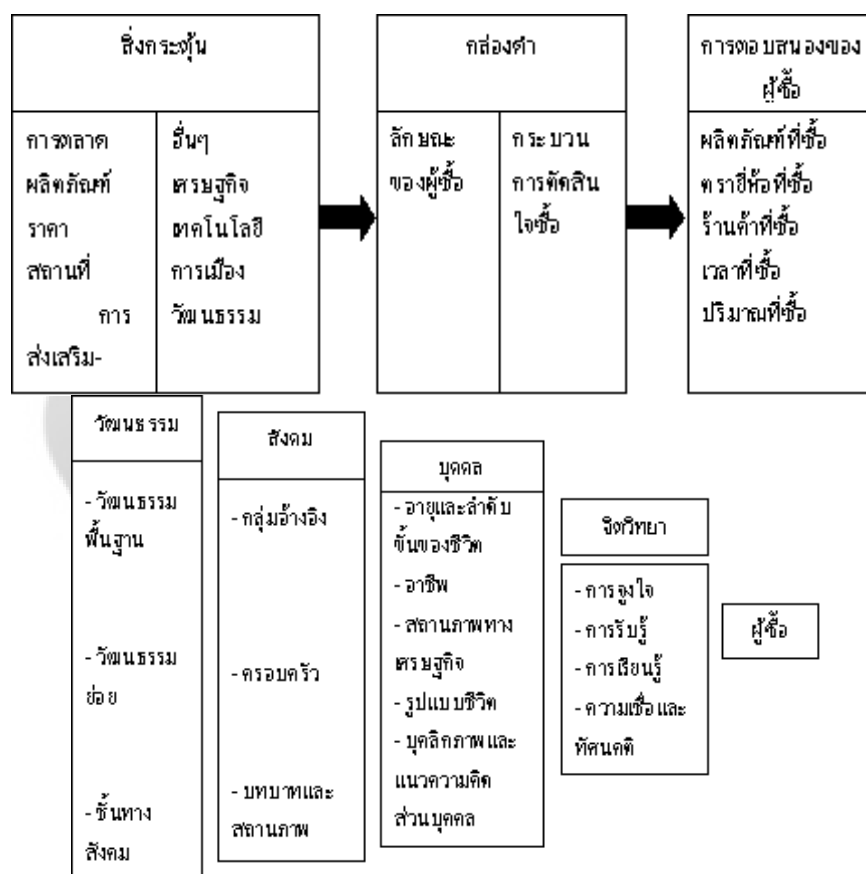 สิ่งกระตุ้น
กล่องดำ
การตอบสนองของ
ผู้ซื้อ
การตลาด
ผลิตภัณฑ์
ราคา
สถานที่
การ
ส่งเสริม-
อื่นๆ
เศรษฐกิจ
เทคโนโลยี
การเมือง
วัฒนธรรม
ลักษณะ
ของผู้ซื้อ
กระบวน
การตัดสิน
ใจซื้อ
ผลิตภัณฑ์ที่ซื้อ
ตรายี่ห้อที่ซื้อ
ร้านค้าที่ซื้อ
เวลาที่ซื้อ
ปริมาณที่ซื้อ
วัฒนธรรม
- วัฒนธรรม
พื้นฐาน
- วัฒนธรรม
ย่อย
- ชั้นทาง
สังคม
สังคม
- กลุ่มอ้างอิง
- ครอบครัว
- บทบาทและ
สถานภาพ
บุคคล
- อายุและลำดับ
ขั้นของชีวิต
- อาชีพ
- สถานภาพทาง
เศรษฐกิจ
- รูปแบบชีวิต
- บุคลิกภาพและ
แนวความคิด
ส่วนบุคคล
จิตวิทยา
- การจูงใจ
- การรับรู้
- การเรียนรู้
- ความเชื่อและ
ทัศนคติ
ผู้ซื้อ